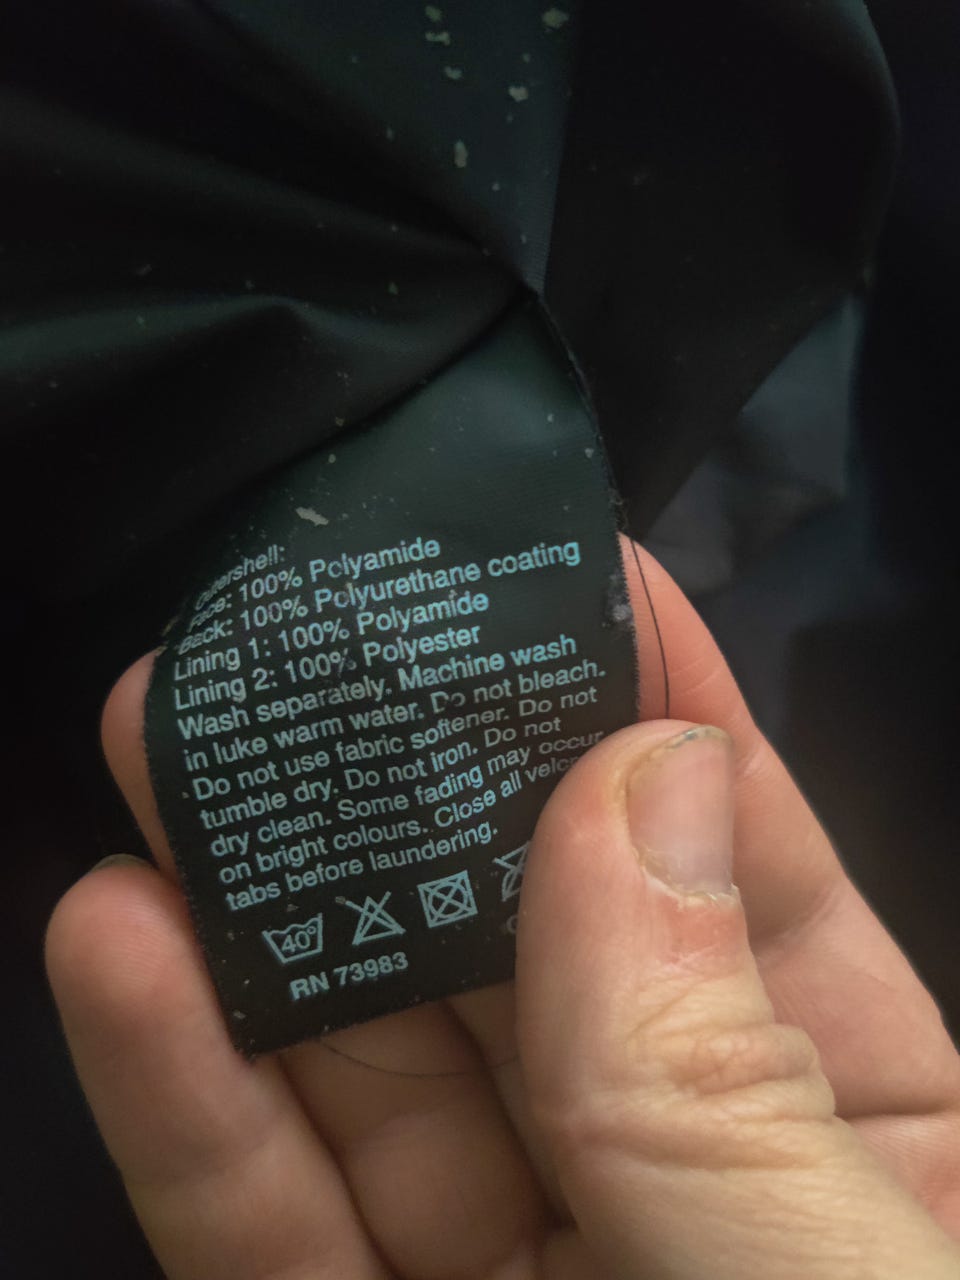 Outershell:
Face: 100% Polyamide
Back: 100% Polyurethane coating
Lining 1: 100% Polyamide
Lining 2: 100% Polyester
Wash separately. Machine wash
in luke warm water. Do not bleach.
Do not use fabric softener. Do not
tumble dry. Do not iron. Do not
dry clean. Some fading may occur
on bright colours. Close all
tabs before laundering.
40°
RN 73983